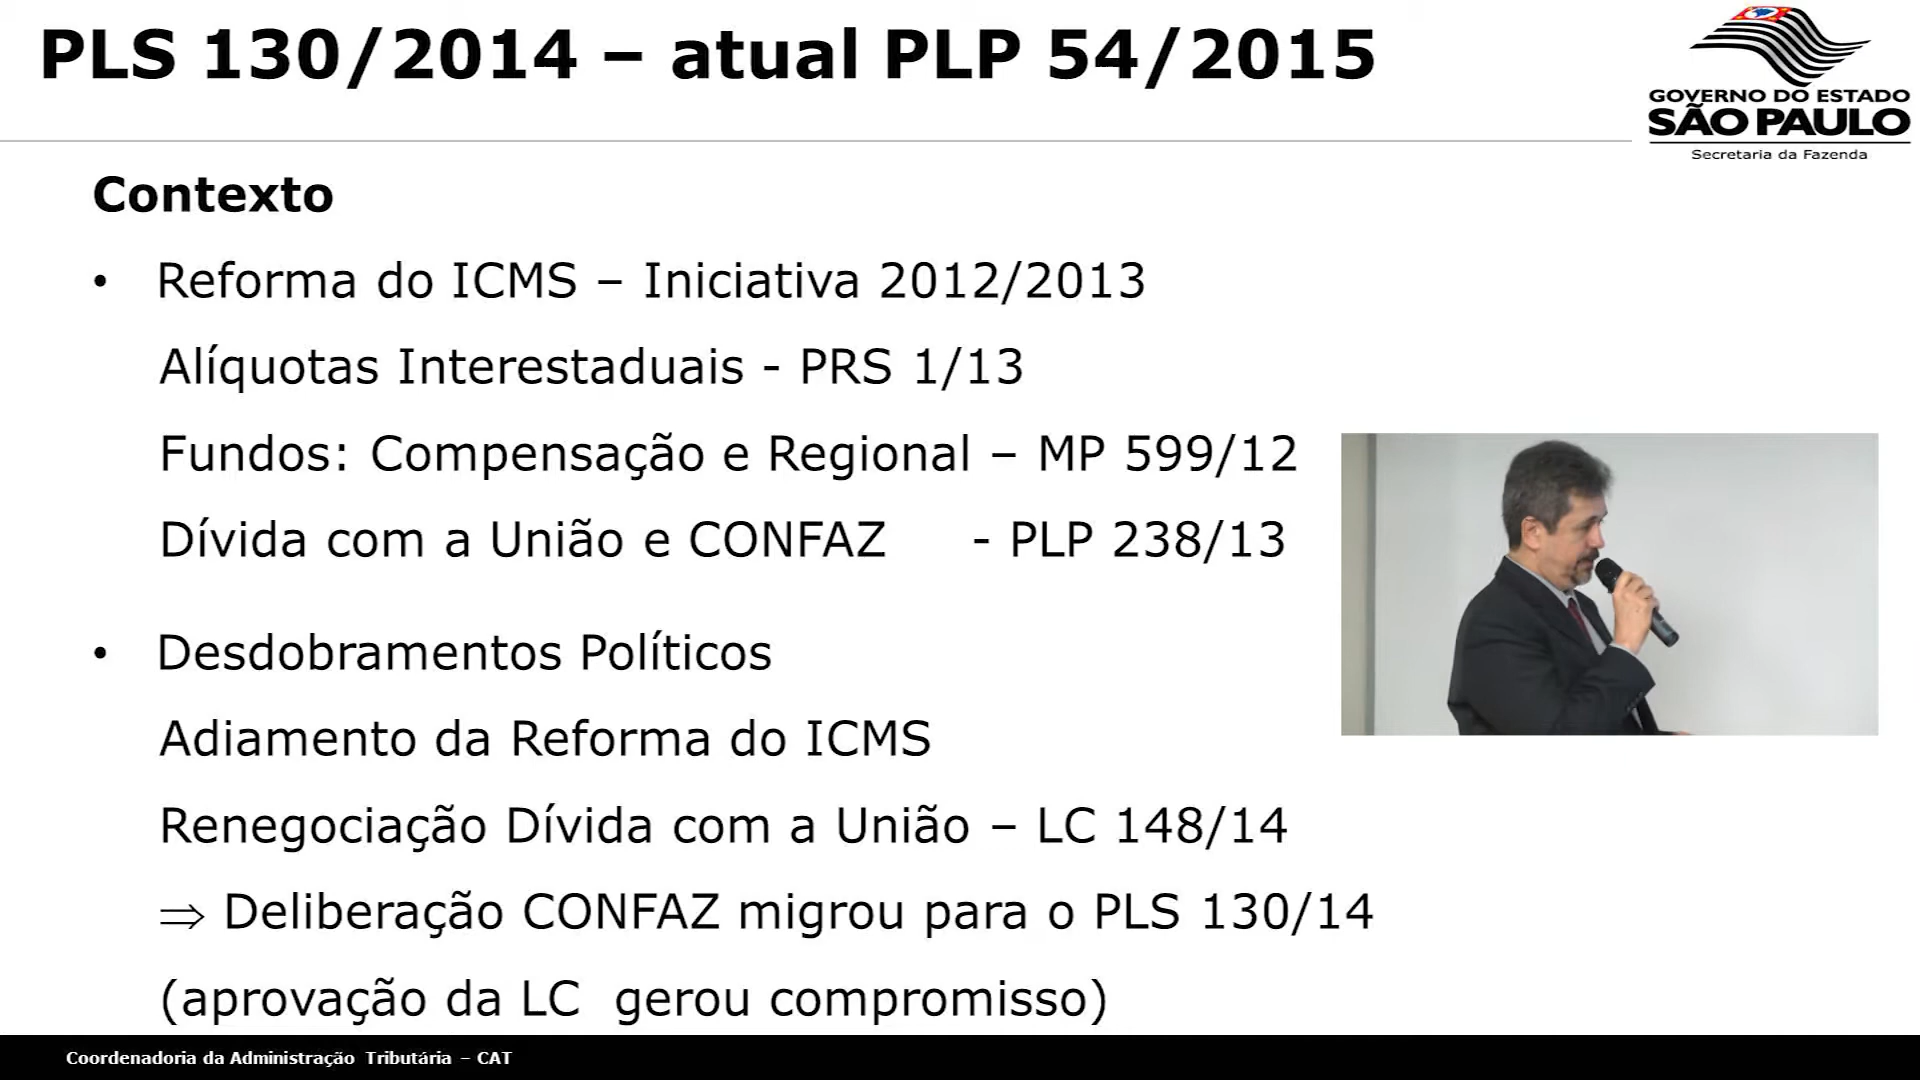 PLS 130/2014 – atual PLP 54/2015
GOVERNO DO ESTADO
SÃO PAULO
Secretaria da Fazenda
Contexto
• Reforma do ICMS – Iniciativa 2012/2013
Alíquotas Interestaduais - PRS 1/13
Fundos: Compensação e Regional – MP 599/12
Dívida com a União e CONFAZ - PLP 238/13
• Desdobramentos Políticos
Adiamento da Reforma do ICMS
Renegociação Dívida com a União – LC 148/14
⇒ Deliberação CONFAZ migrou para o PLS 130/14
(aprovação da LC gerou compromisso)
Coordenadoria da Administração Tributária – CAT